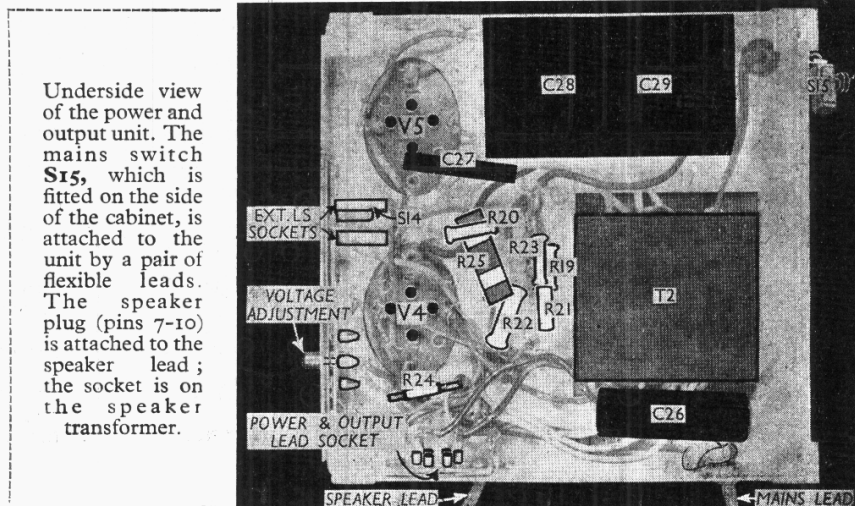 Underside view
of the power and
output unit. The
mains switch
S15, which is
fitted on the side
of the cabinet, is
attached to the
unit by a pair of
flexible leads.
The speaker
plug (pins 7-10)
is attached to the
speaker lead ;
the socket is on
the speaker
transformer.
C28
C29
S15
V5
C27
EXT. LS
SOCKETS
S14
R20
R23
R19
R25
T2
VOLTAGE
ADJUSTMENT
V4
R21
R22
R24
C26
POWER & OUTPUT
LEAD SOCKET
SPEAKER LEAD
MAINS LEAD